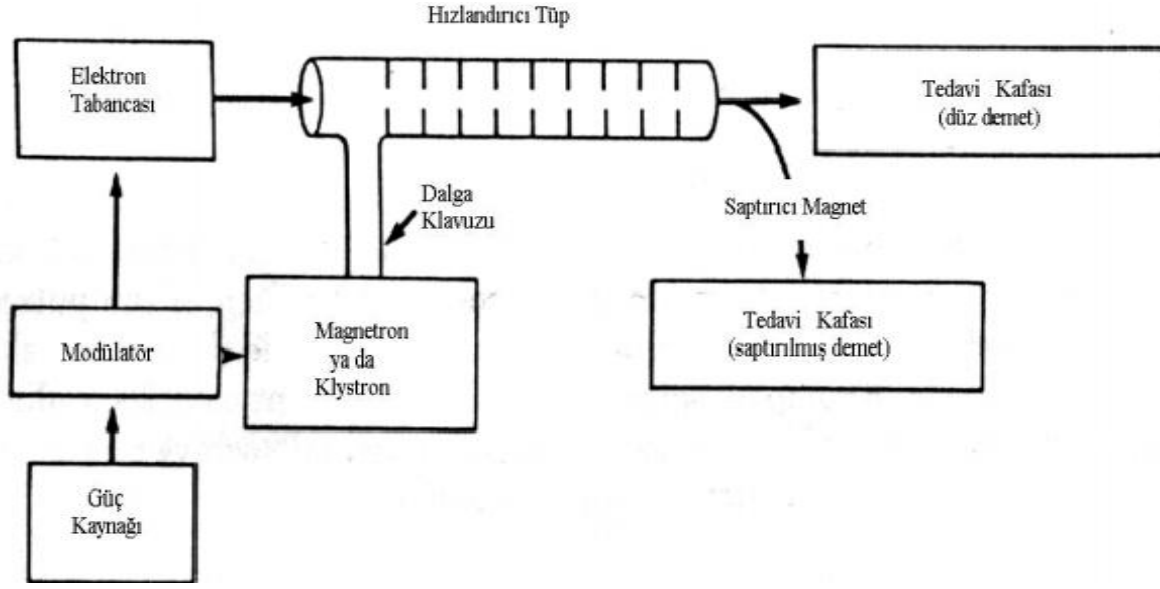 Hızlandırıcı Tüp
Elektron
Tabancası
Tedavi Kafası
(düz demet)
Dalga
Klavuzu
Saptırıcı Magnet
Modülatör
Magnetron
ya da
Klystron
Tedavi Kafası
(saptırılmış demet)
Güç
Kaynağı